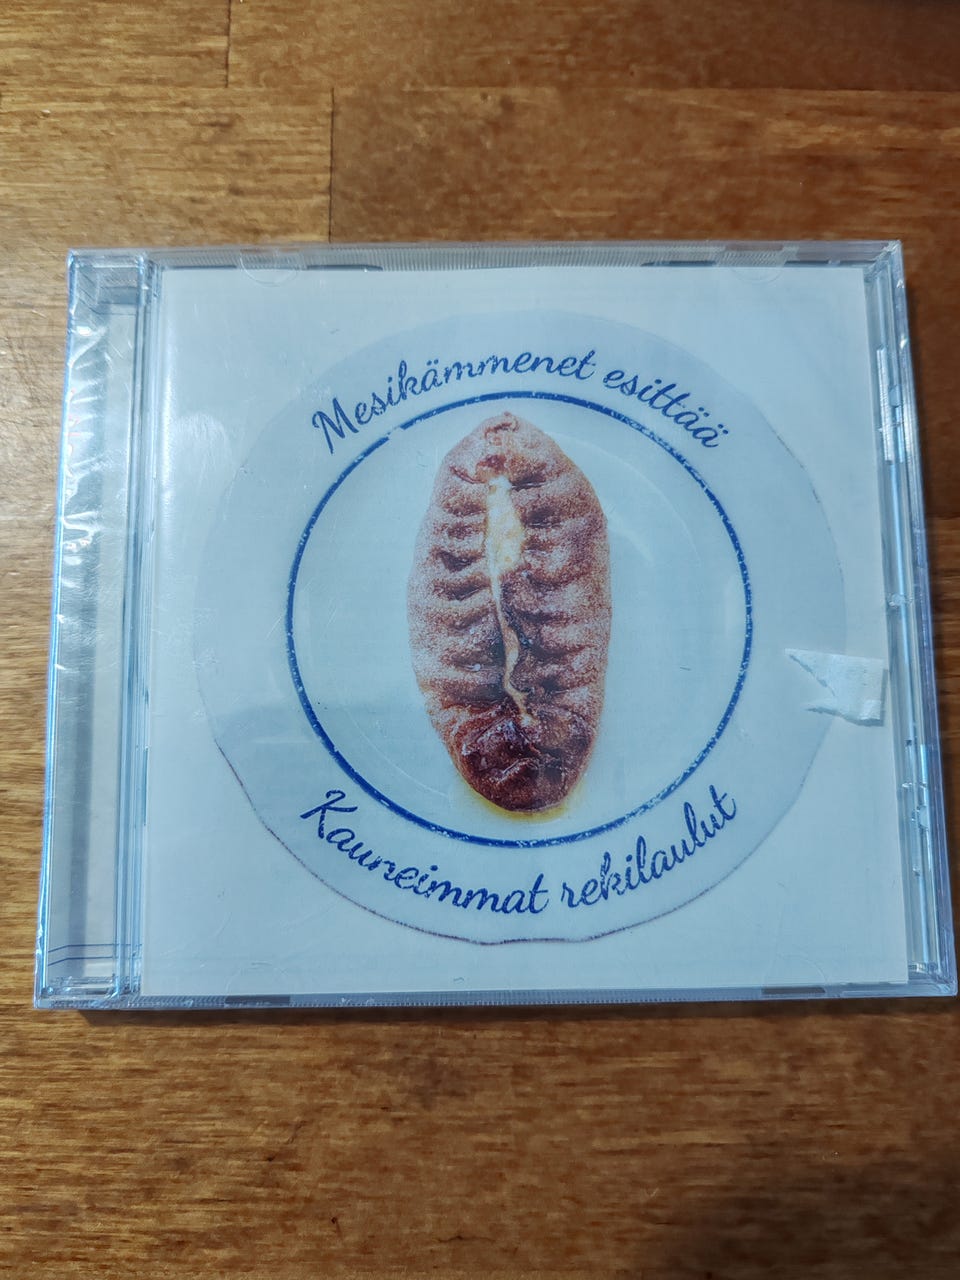 Mesikämmenet esittää
Kauneimmat rekilaulut